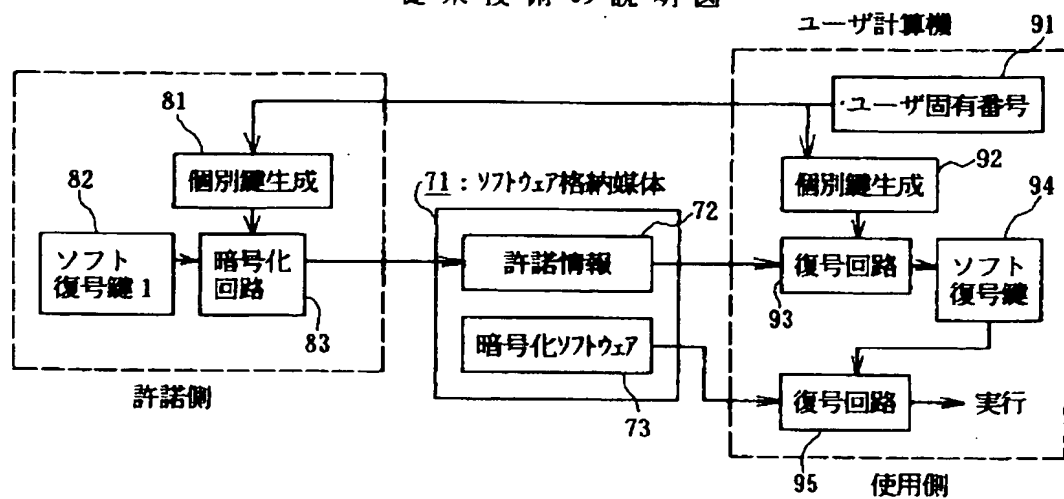 従来技術の説明図
ユーザ計算機
91
・ユーザ固有番号
81
個別鍵生成
92
個別鍵生成
82
ソフト
復号鍵1
暗号化
回路
83
許諾側
71:ソフトウェア格納媒体
72
許諾情報
暗号化ソフトウェア
73
94
復号回路
93
ソフト
復号鍵
復号回路
実行
95
使用側